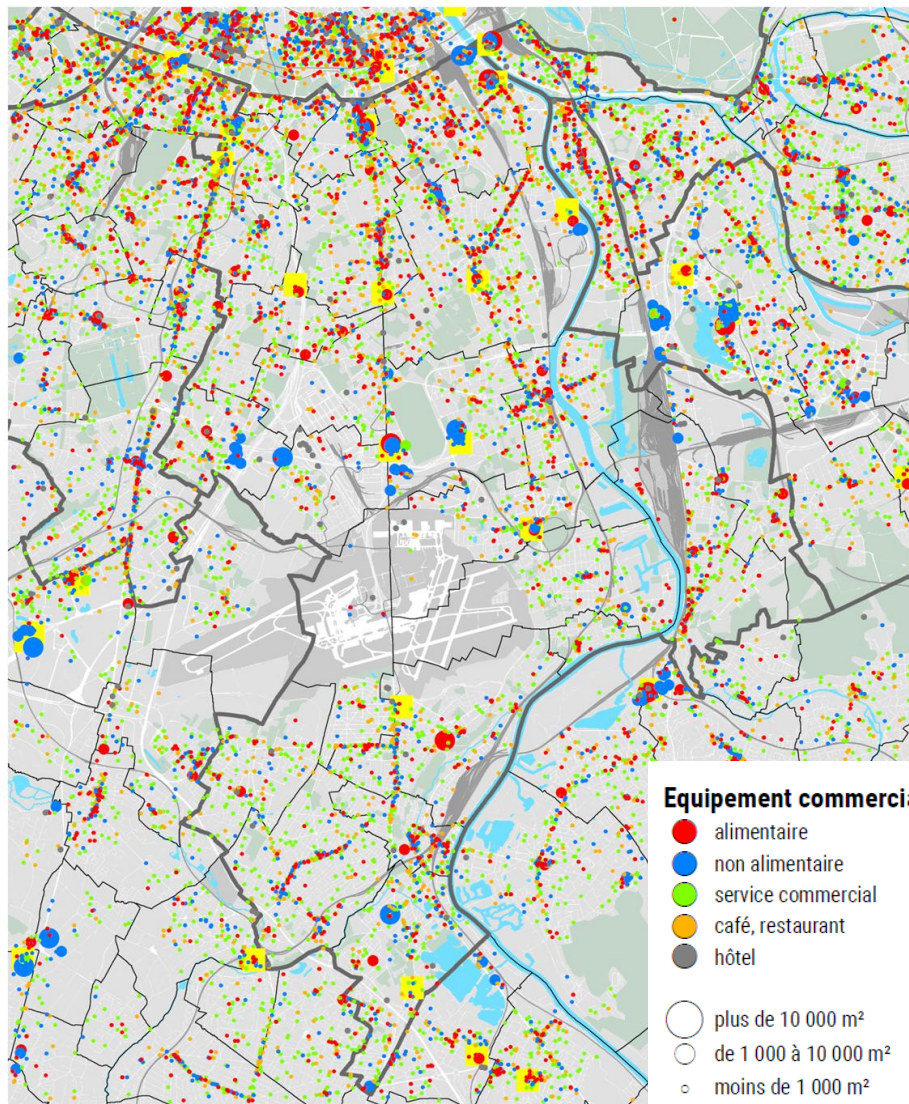 Equipement commercia
alimentaire
non alimentaire
service commercial
café, restaurant
hôtel
plus de 10 000 m²
de 1 000 à 10 000 m²
moins de 1 000 m²